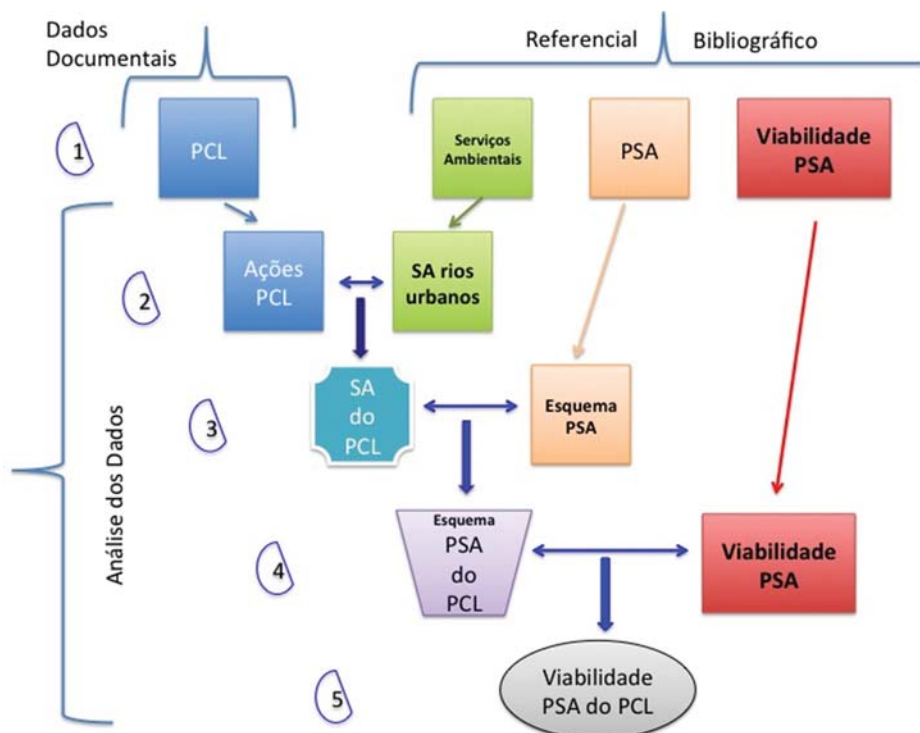 Dados
Documentais
Referencial Bibliográfico
1
PCL
Serviços
Ambientais
PSA
Viabilidade
PSA
2
Ações
PCL
SA rios
urbanos
3
SA
do
PCL
Esquema
PSA
Análise dos Dados
4
Esquema
PSA
do
PCL
Viabilidade
PSA
5
Viabilidade
PSA do PCL